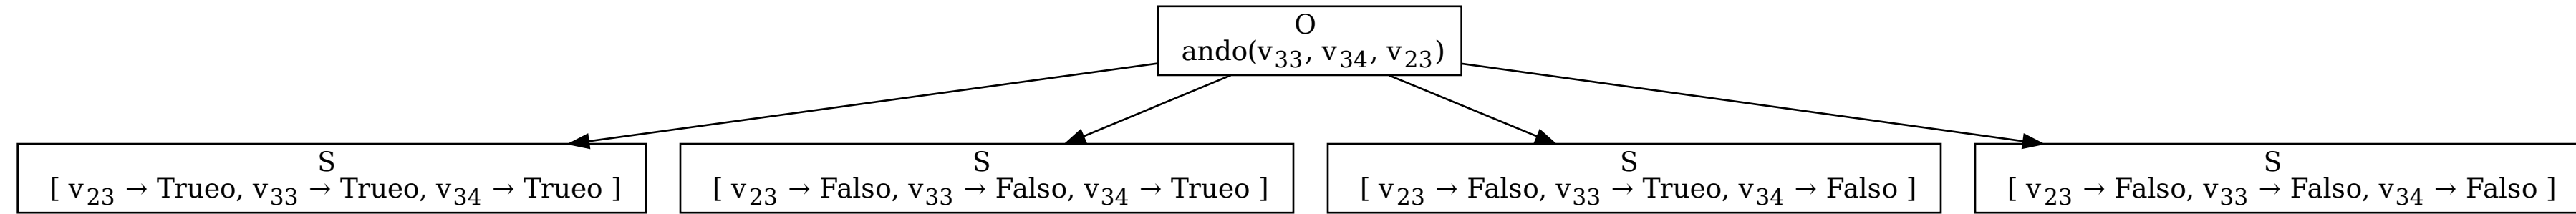 O
ando(v33, v34, v23)
S
[ v23 → Trueo, v33 → Trueo, v34 → Trueo ]
S
[ v23 → Falso, v33 → Falso, v34 → Trueo ]
S
[ v23 → Falso, v33 → Trueo, v34 → Falso ]
S
[ v23 → Falso, v33 → Falso, v34 → Falso ]